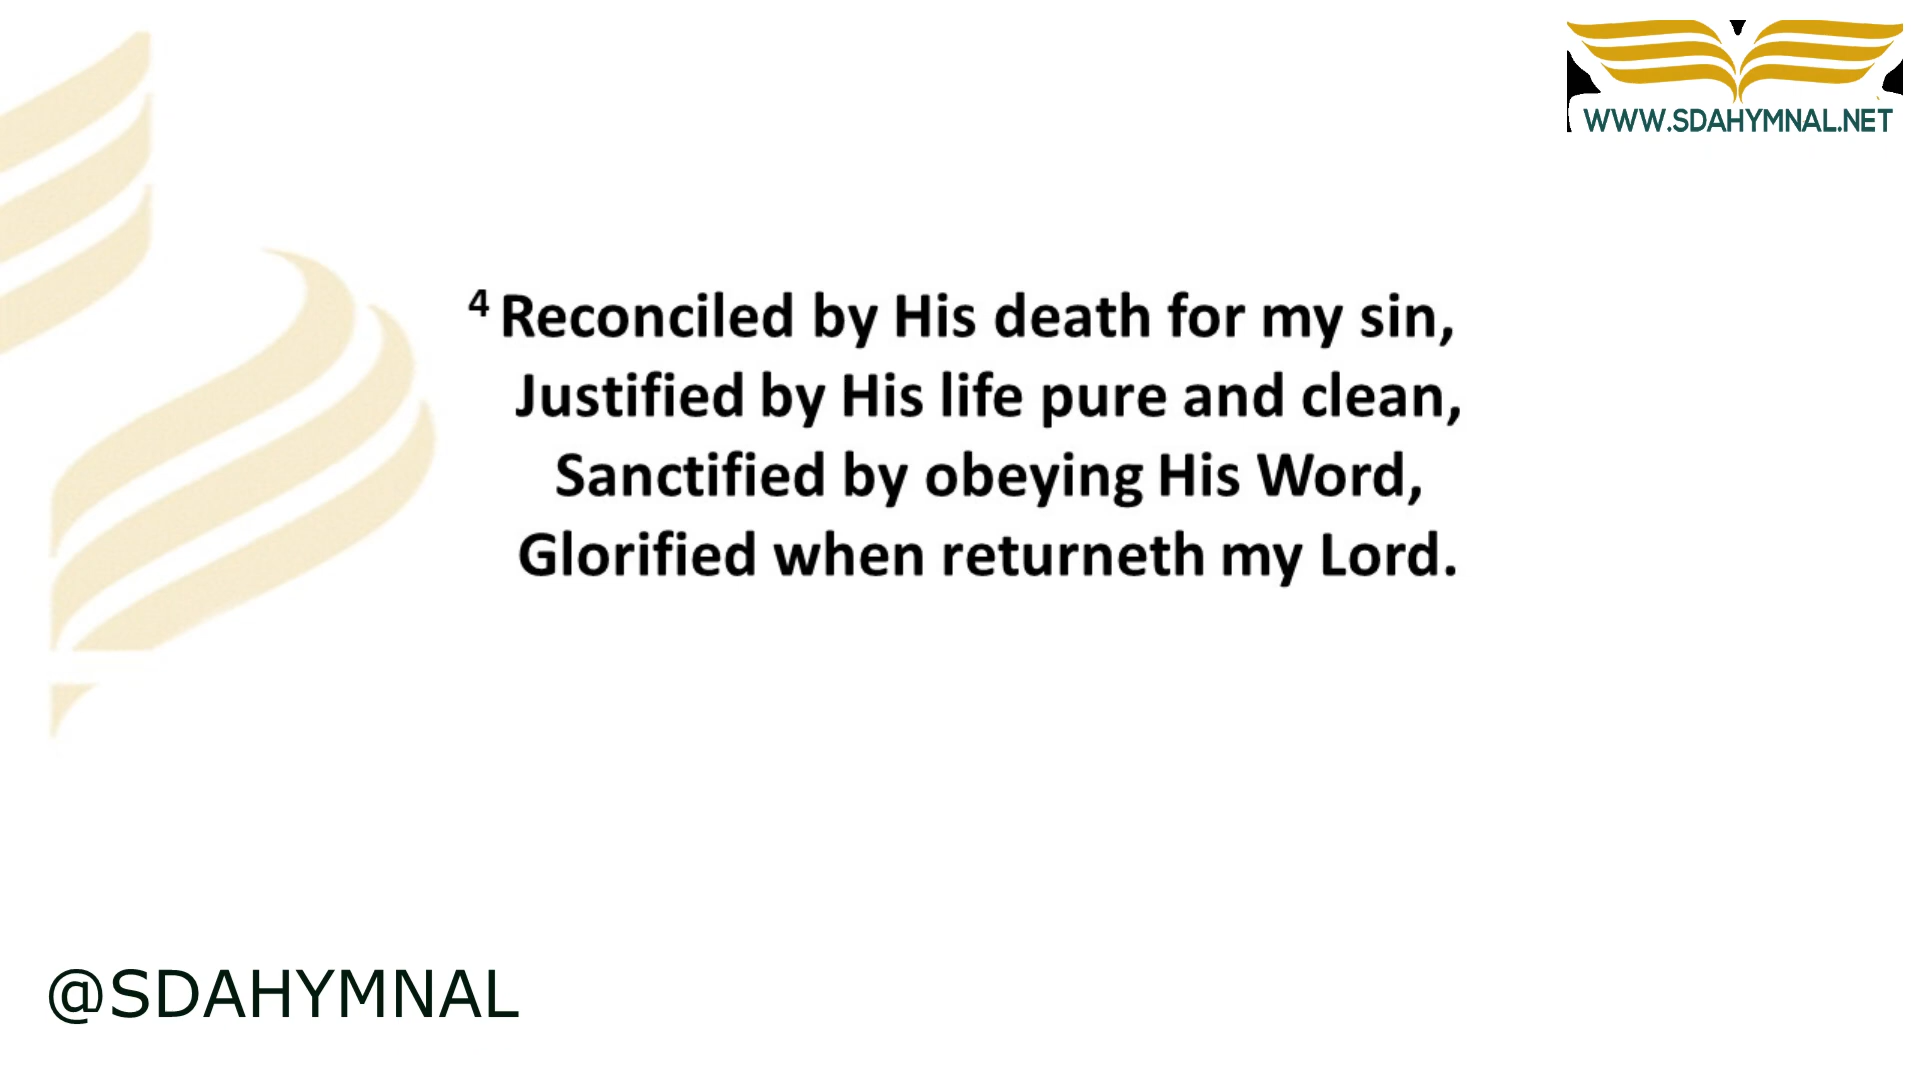 WWW.SDAHYMNAL.NET
4 Reconciled by His death for my sin,
Justified by His life pure and clean,
Sanctified by obeying His Word,
Glorified when returneth my Lord.
@SDAHYMNAL